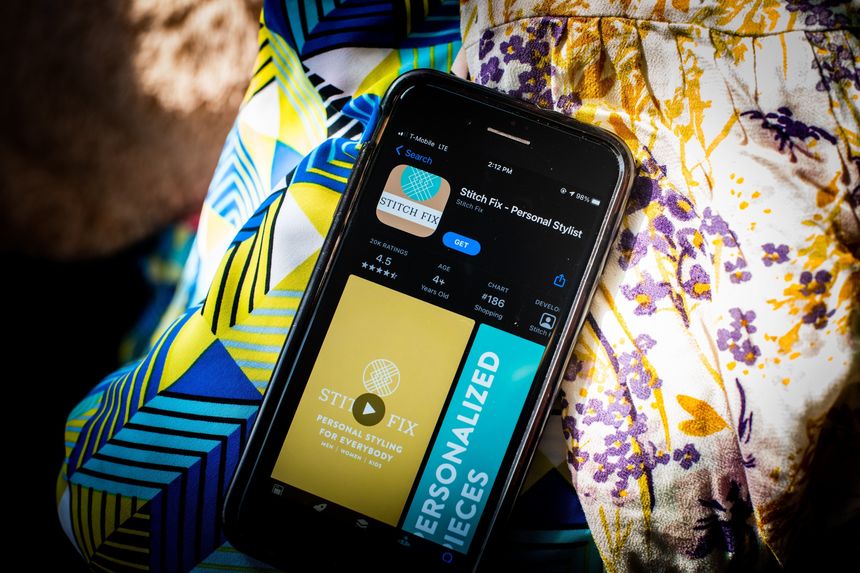 T-Mobile LTE
2:12 PM
98%
Search
STITCH FIX
Stitch Fix - Personal Stylist
Stitch Fix
GET
20K RATINGS
4.5
AGE
4+
Years Old
CHART
#186
Shopping
DEVELO
Stitch F
STITCH FIX
PERSONAL STYLING
FOR EVERYBODY
MEN | WOMEN | KIDS
PERSONALIZED
PIECES